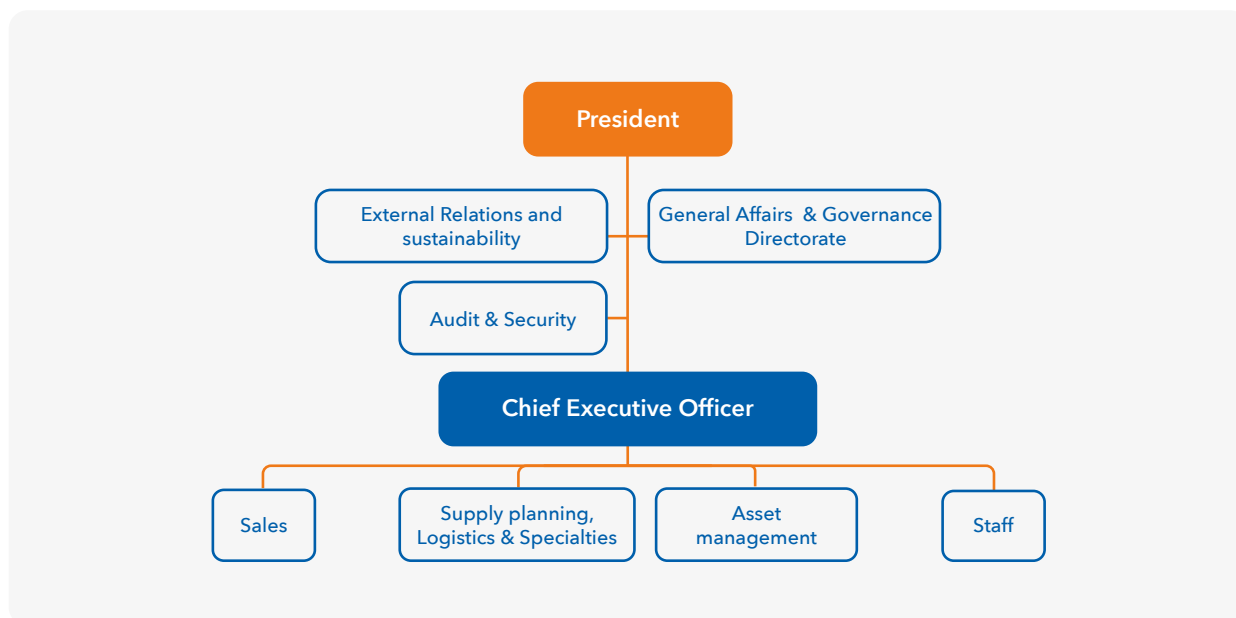 President
External Relations and
sustainability
General Affairs & Governance
Directorate
Audit & Security
Chief Executive Officer
Sales
Supply planning,
Logistics & Specialties
Asset
management
Staff